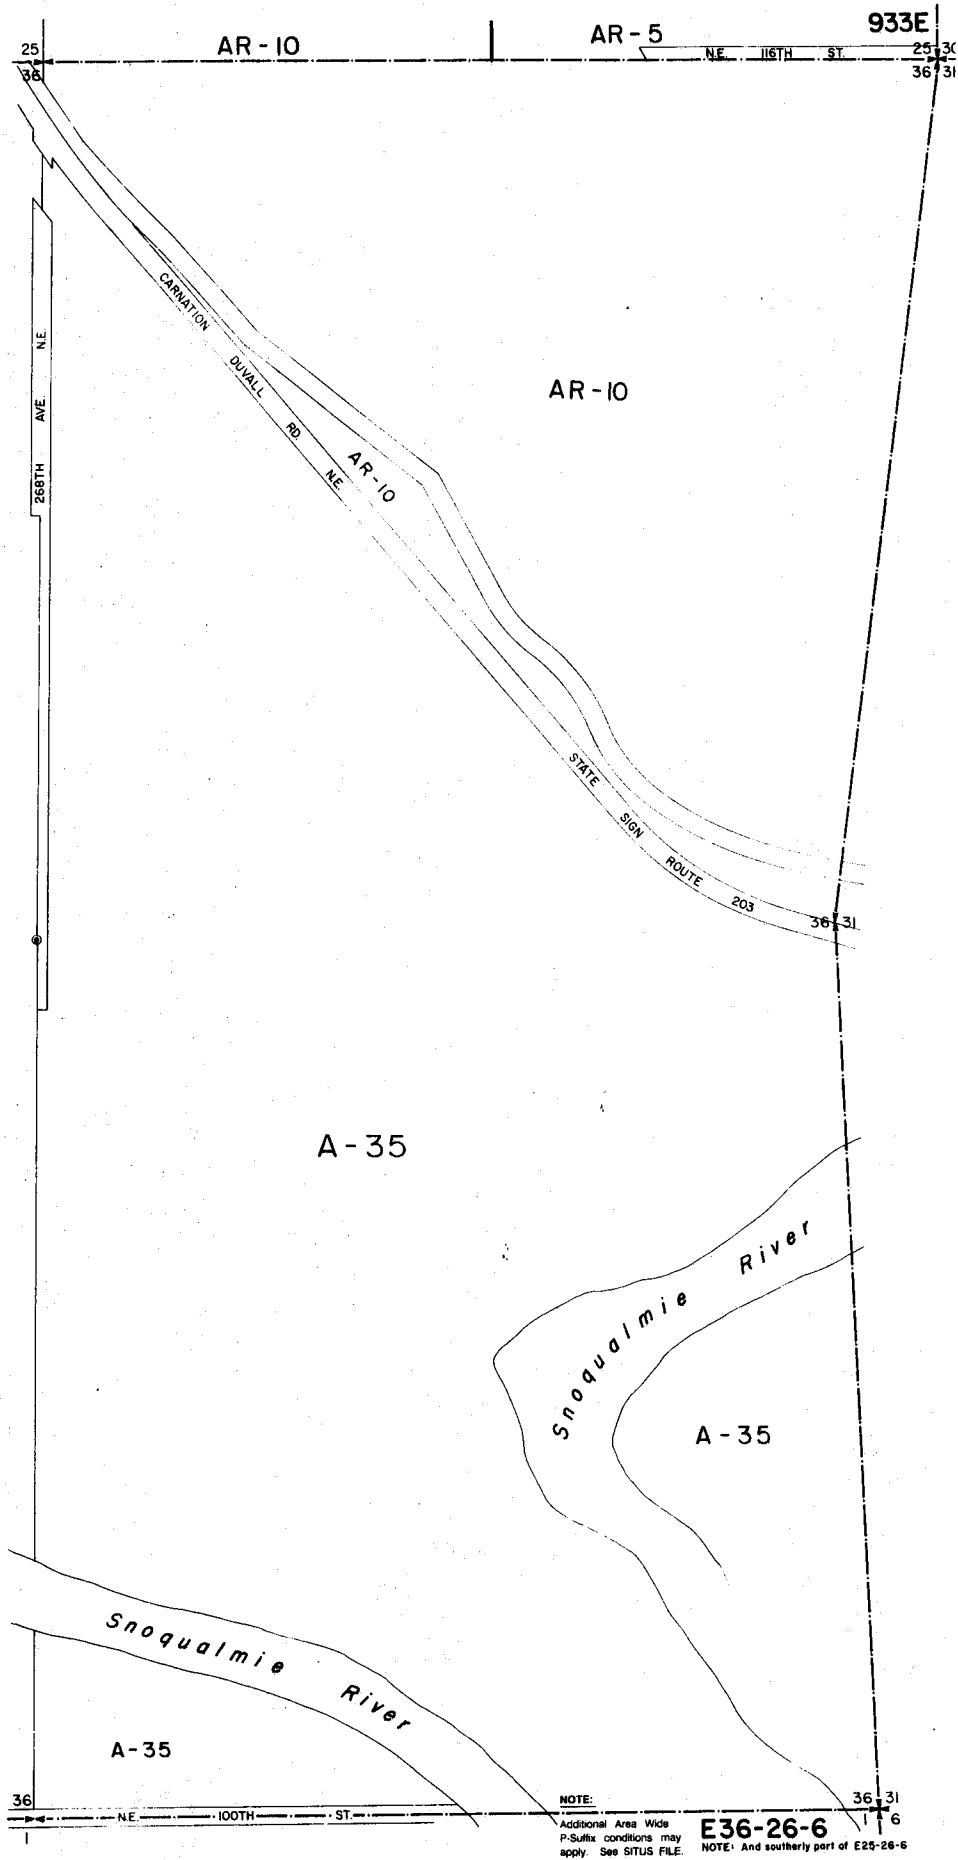 933E
AR-10
AR-5
25
36
N.E. 116TH ST.
25 30
36 31
CARNATION DUVALL RD. N.E.
268TH AVE. N.E.
AR-10
AR-10
STATE SIGN ROUTE 203
36 31
A-35
Snoqualmie River
A-35
Snoqualmie River
A-35
36
1
N.E. 100TH ST.
36 31
1 6
NOTE:
Additional Area Wide
P-Suffix conditions may
apply. See SITUS FILE.
E36-26-6
NOTE: And southerly part of E25-26-6